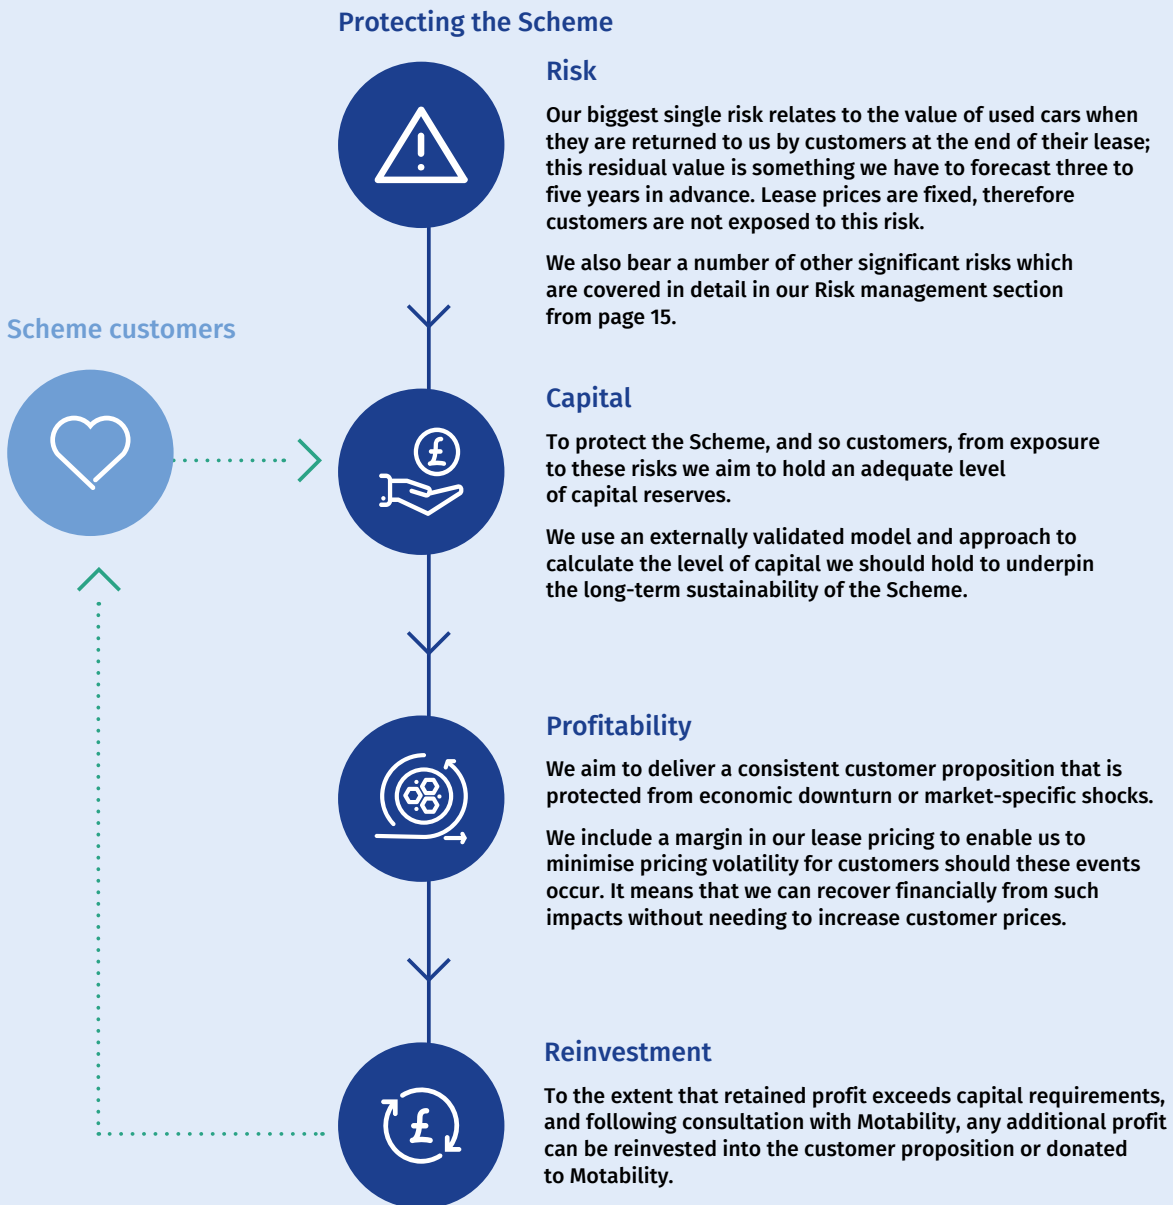 Protecting the Scheme
Risk
Our biggest single risk relates to the value of used cars when
they are returned to us by customers at the end of their lease;
this residual value is something we have to forecast three to
five years in advance. Lease prices are fixed, therefore
customers are not exposed to this risk.
We also bear a number of other significant risks which
are covered in detail in our Risk management section
from page 15.
Scheme customers
Capital
£
To protect the Scheme, and so customers, from exposure
to these risks we aim to hold an adequate level
of capital reserves.
We use an externally validated model and approach to
calculate the level of capital we should hold to underpin
the long-term sustainability of the Scheme.
Profitability
We aim to deliver a consistent customer proposition that is
protected from economic downturn or market-specific shocks.
We include a margin in our lease pricing to enable us to
minimise pricing volatility for customers should these events
occur. It means that we can recover financially from such
impacts without needing to increase customer prices.
Reinvestment
£
To the extent that retained profit exceeds capital requirements,
and following consultation with Motability, any additional profit
can be reinvested into the customer proposition or donated
to Motability.